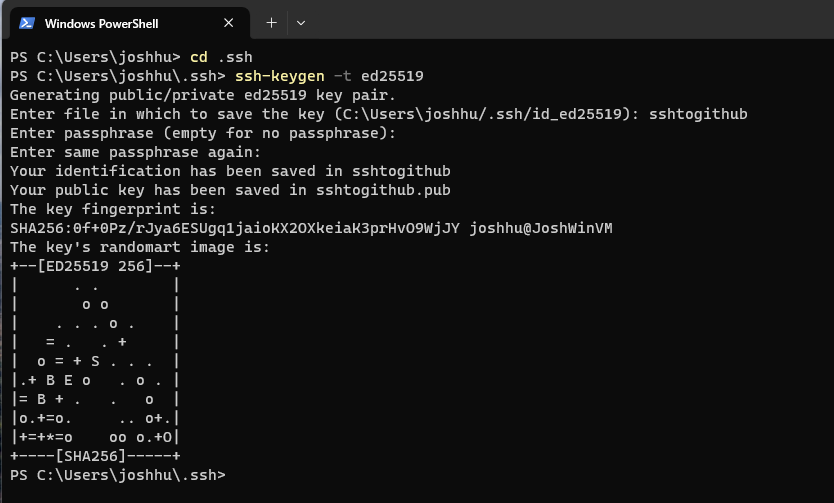 Windows PowerShell
PS C:\Users\joshhu> cd .ssh
PS C:\Users\joshhu\.ssh> ssh-keygen -t ed25519
Generating public/private ed25519 key pair.
Enter file in which to save the key (C:\Users\joshhu/.ssh/id_ed25519): sshtogithub
Enter passphrase (empty for no passphrase):
Enter same passphrase again:
Your identification has been saved in sshtogithub
Your public key has been saved in sshtogithub.pub
The key fingerprint is:
SHA256:0f+0Pz/rJya6ESUgq1jaioKX2OXkeiaK3prHvO9WjJY joshhu@JoshWinVM
The key's randomart image is:
+--[ED25519 256]--+
|      . .        |
|       o o       |
|    . . . o .    |
|   = .   . +     |
|  o = + S . . .  |
|.+ B E o   . o . |
|= B + .   .   o  |
|o.+=o.     .. o+.|
|+=+*=o    oo o.+O|
+----[SHA256]-----+
PS C:\Users\joshhu\.ssh>